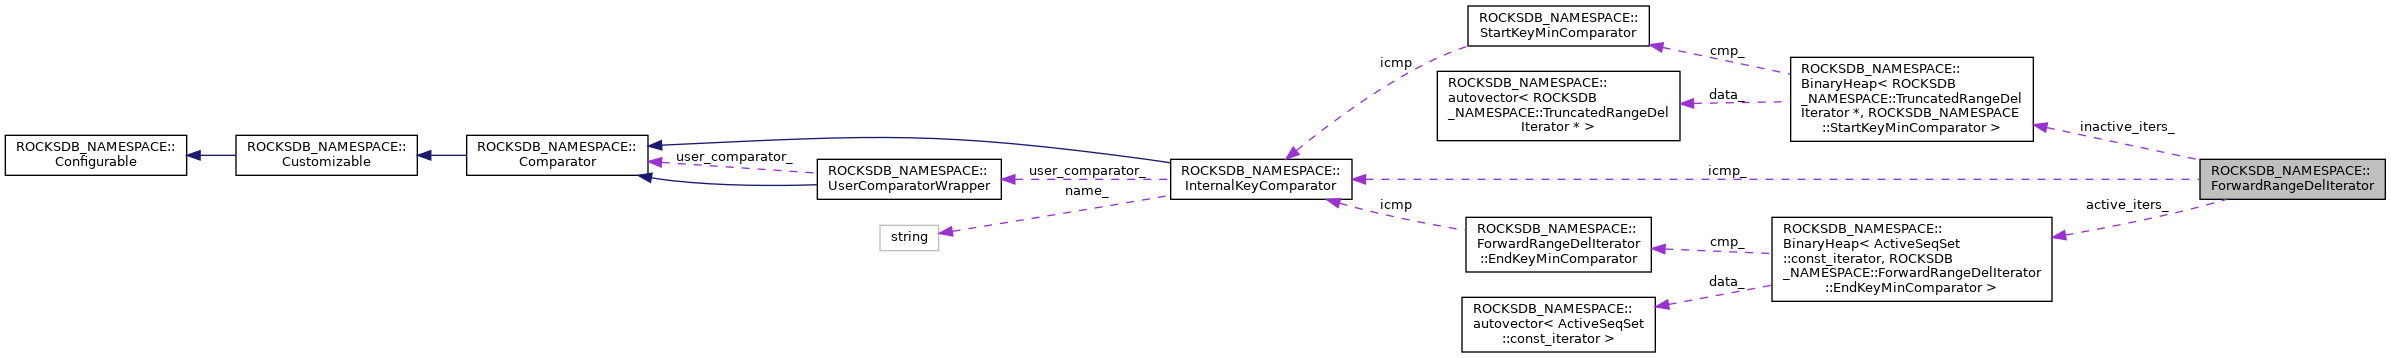 ROCKSDB_NAMESPACE::
Configurable
ROCKSDB_NAMESPACE::
Customizable
ROCKSDB_NAMESPACE::
Comparator
user_comparator_
ROCKSDB_NAMESPACE::
UserComparatorWrapper
string
user_comparator_
name_
ROCKSDB_NAMESPACE::
InternalKeyComparator
icmp
icmp
ROCKSDB_NAMESPACE::
StartKeyMinComparator
ROCKSDB_NAMESPACE::
autovector< ROCKSDB
_NAMESPACE::TruncatedRangeDel
Iterator * >
ROCKSDB_NAMESPACE::
ForwardRangeDelIterator
::EndKeyMinComparator
ROCKSDB_NAMESPACE::
autovector< ActiveSeqSet
::const_iterator >
cmp_
data_
icmp_
cmp_
data_
ROCKSDB_NAMESPACE::
BinaryHeap< ROCKSDB
_NAMESPACE::TruncatedRangeDel
Iterator *, ROCKSDB_NAMESPACE
::StartKeyMinComparator >
ROCKSDB_NAMESPACE::
BinaryHeap< ActiveSeqSet
::const_iterator, ROCKSDB
_NAMESPACE::ForwardRangeDelIterator
::EndKeyMinComparator >
inactive_iters_
active_iters_
ROCKSDB_NAMESPACE::
ForwardRangeDelIterator